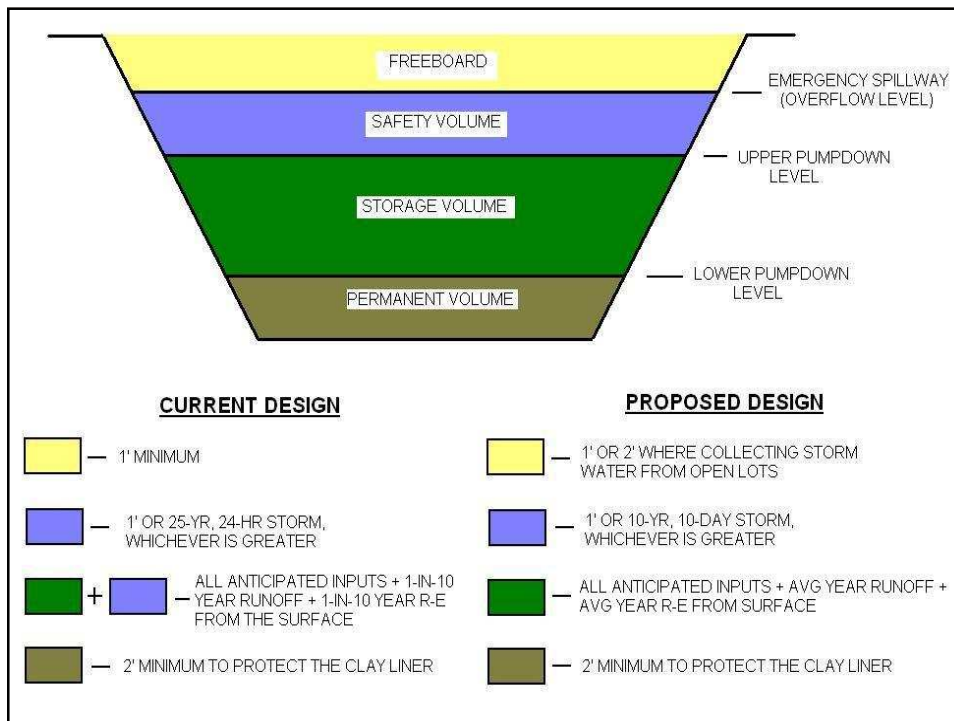 FREEBOARD
EMERGENCY SPILLWAY
(OVERFLOW LEVEL)
SAFETY VOLUME
UPPER PUMPDOWN
LEVEL
STORAGE VOLUME
LOWER PUMPDOWN
LEVEL
PERMANENT VOLUME
CURRENT DESIGN
1' MINIMUM
1' OR 25-YR, 24-HR STORM,
WHICHEVER IS GREATER
+
ALL ANTICIPATED INPUTS + 1-IN-10
YEAR RUNOFF + 1-IN-10 YEAR R-E
FROM THE SURFACE
2' MINIMUM TO PROTECT THE CLAY LINER
PROPOSED DESIGN
1' OR 2' WHERE COLLECTING STORM
WATER FROM OPEN LOTS
1' OR 10-YR, 10-DAY STORM,
WHICHEVER IS GREATER
ALL ANTICIPATED INPUTS + AVG YEAR RUNOFF +
AVG YEAR R-E FROM SURFACE
2' MINIMUM TO PROTECT THE CLAY LINER